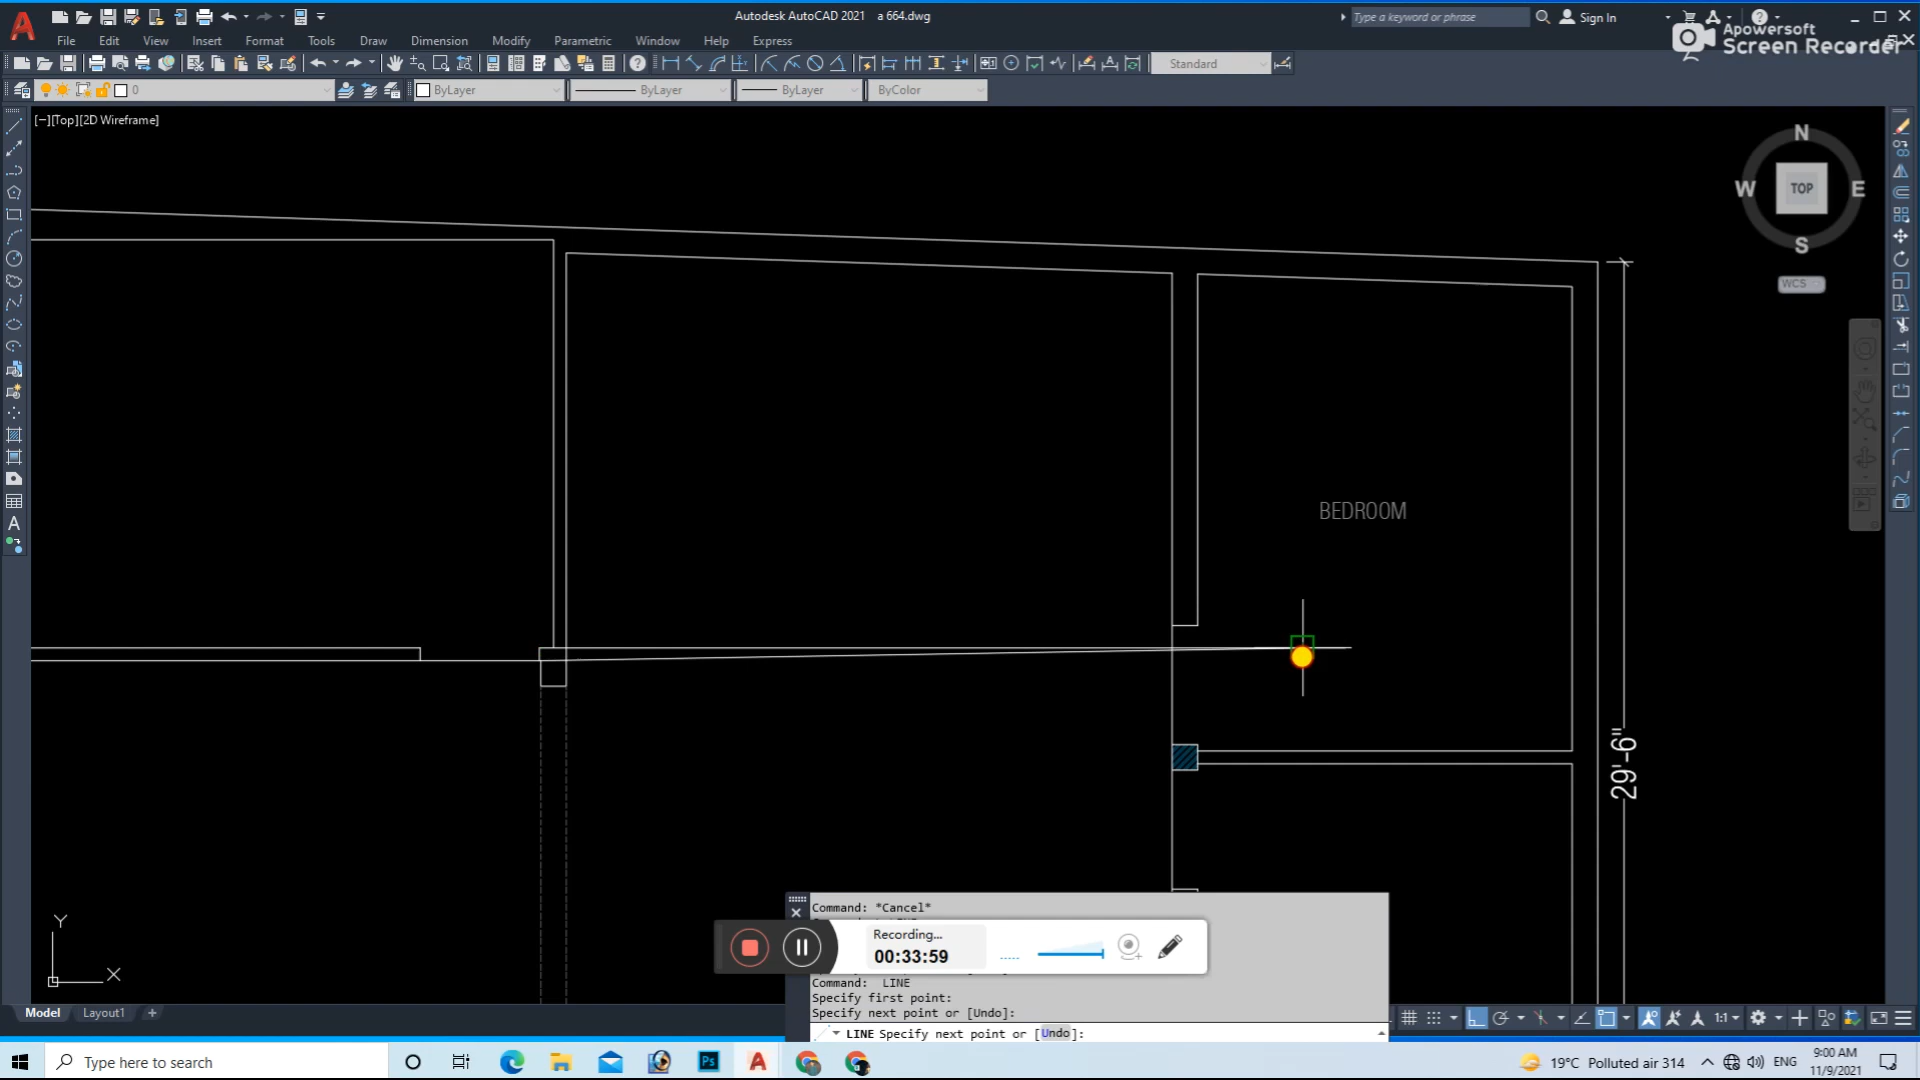 Autodesk AutoCAD 2021 a 664.dwg
Type a keyword or phrase
Sign In
Apowersoft
Screen Recorder
File Edit View Insert Format Tools Draw Dimension Modify Parametric Window Help Express
Standard
0
ByLayer
ByLayer
ByLayer
ByColor
[−][Top][2D Wireframe]
N
W TOP E
S
WCS
BEDROOM
29'-6"
Y
X
Command: *Cancel*
Recording...
00:33:59
Command: LINE
Specify first point:
Specify next point or [Undo]:
LINE Specify next point or [Undo]:
Model Layout1 +
1:1
Type here to search
19°C Polluted air 314
ENG
9:00 AM
11/9/2021